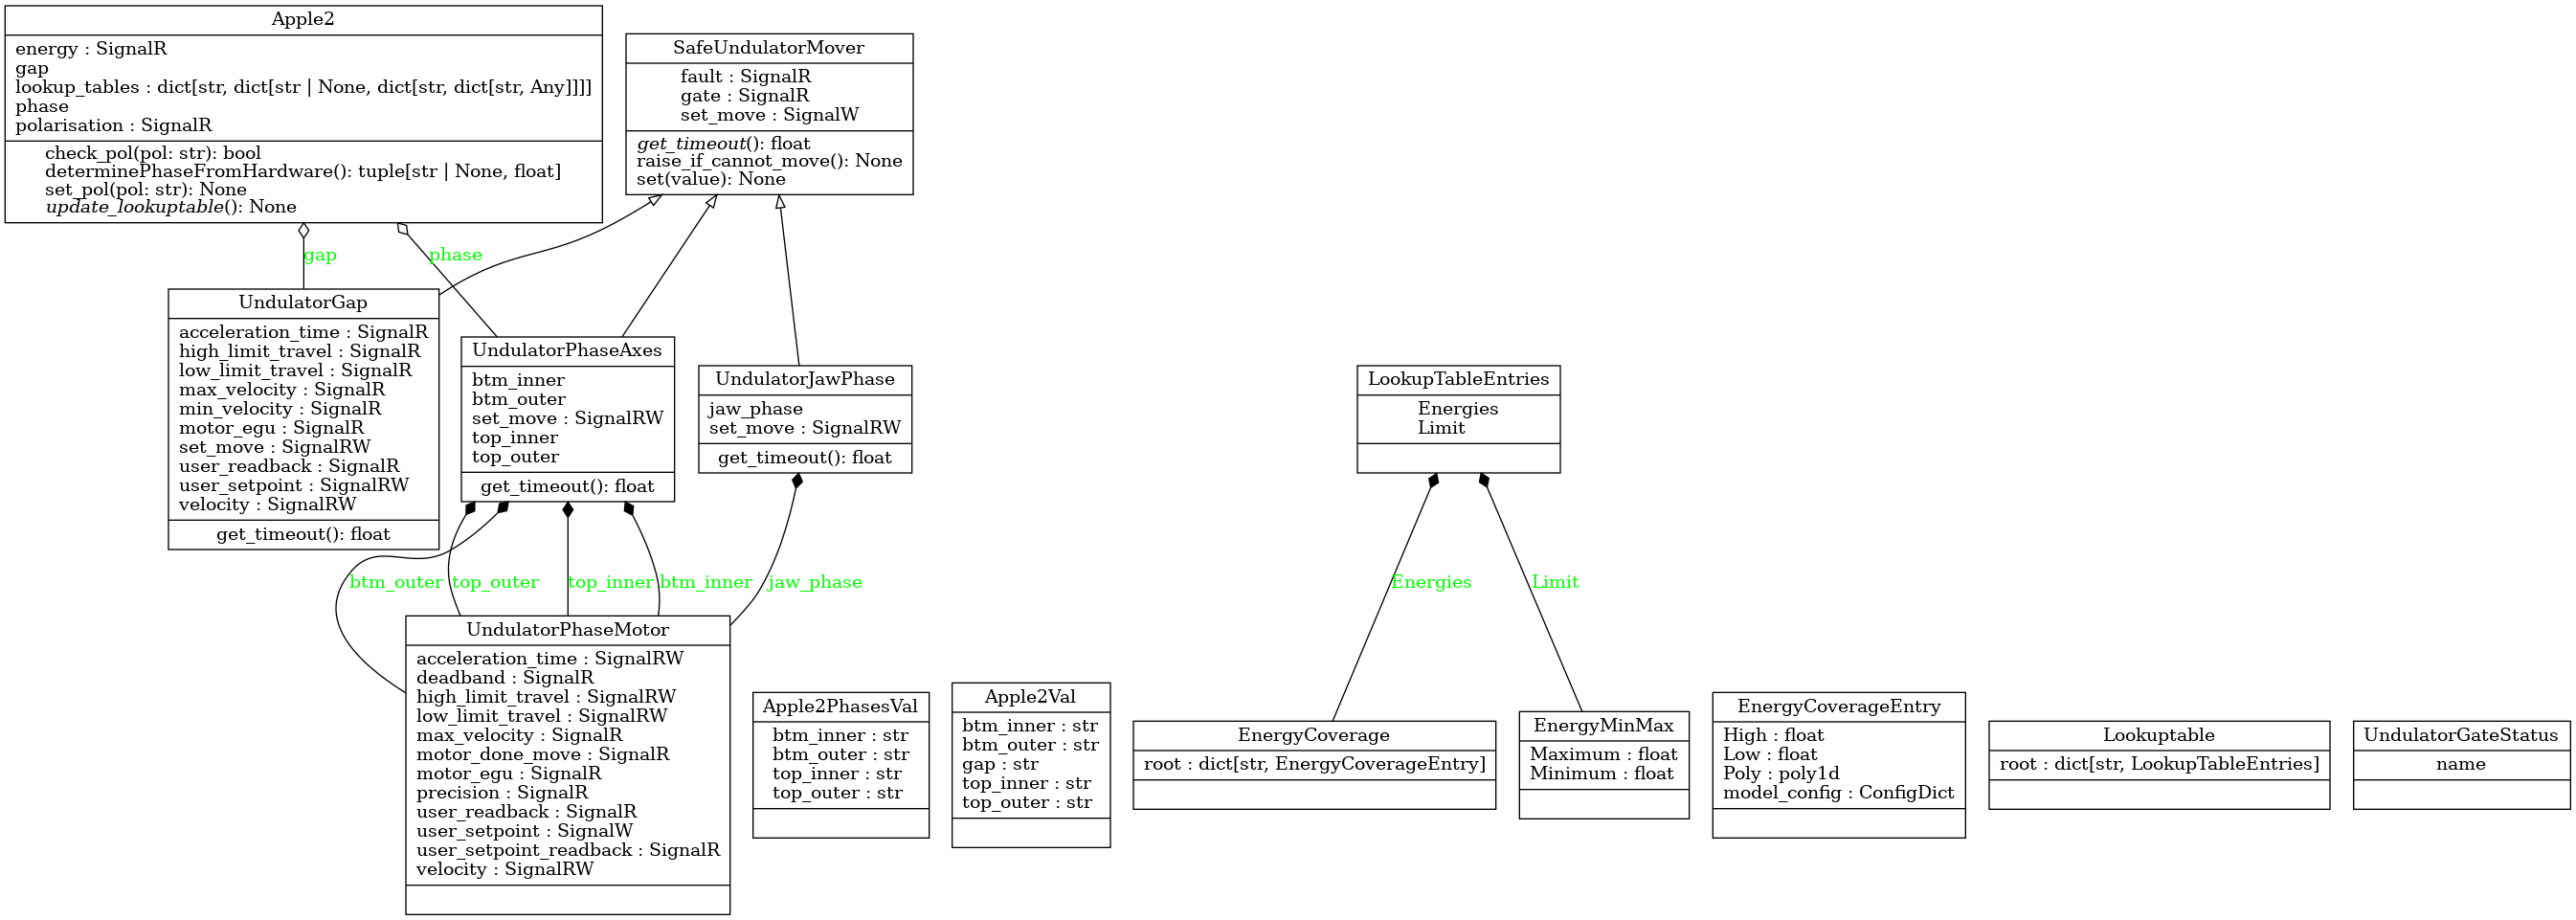 Apple2
energy : SignalR
gap
lookup_tables : dict[str, dict[str | None, dict[str, dict[str, Any]]]]
phase
polarisation : SignalR
check_pol(pol: str): bool
determinePhaseFromHardware(): tuple[str | None, float]
set_pol(pol: str): None
update_lookuptable(): None
SafeUndulatorMover
fault : SignalR
gate : SignalR
set_move : SignalW
get_timeout(): float
raise_if_cannot_move(): None
set(value): None
gap
phase
UndulatorGap
acceleration_time : SignalR
high_limit_travel : SignalR
low_limit_travel : SignalR
max_velocity : SignalR
min_velocity : SignalR
motor_egu : SignalR
set_move : SignalRW
user_readback : SignalR
user_setpoint : SignalRW
velocity : SignalRW
get_timeout(): float
UndulatorPhaseAxes
btm_inner
btm_outer
set_move : SignalRW
top_inner
top_outer
get_timeout(): float
UndulatorJawPhase
jaw_phase
set_move : SignalRW
get_timeout(): float
LookupTableEntries
Energies
Limit
btm_outer
top_outer
top_inner
btm_inner
jaw_phase
Energies
Limit
UndulatorPhaseMotor
acceleration_time : SignalRW
deadband : SignalR
high_limit_travel : SignalRW
low_limit_travel : SignalRW
max_velocity : SignalR
motor_done_move : SignalR
motor_egu : SignalR
precision : SignalR
user_readback : SignalR
user_setpoint : SignalW
user_setpoint_readback : SignalR
velocity : SignalRW
Apple2PhasesVal
btm_inner : str
btm_outer : str
top_inner : str
top_outer : str
Apple2Val
btm_inner : str
btm_outer : str
gap : str
top_inner : str
top_outer : str
EnergyCoverage
root : dict[str, EnergyCoverageEntry]
EnergyMinMax
Maximum : float
Minimum : float
EnergyCoverageEntry
High : float
Low : float
Poly : poly1d
model_config : ConfigDict
Lookuptable
root : dict[str, LookupTableEntries]
UndulatorGateStatus
name